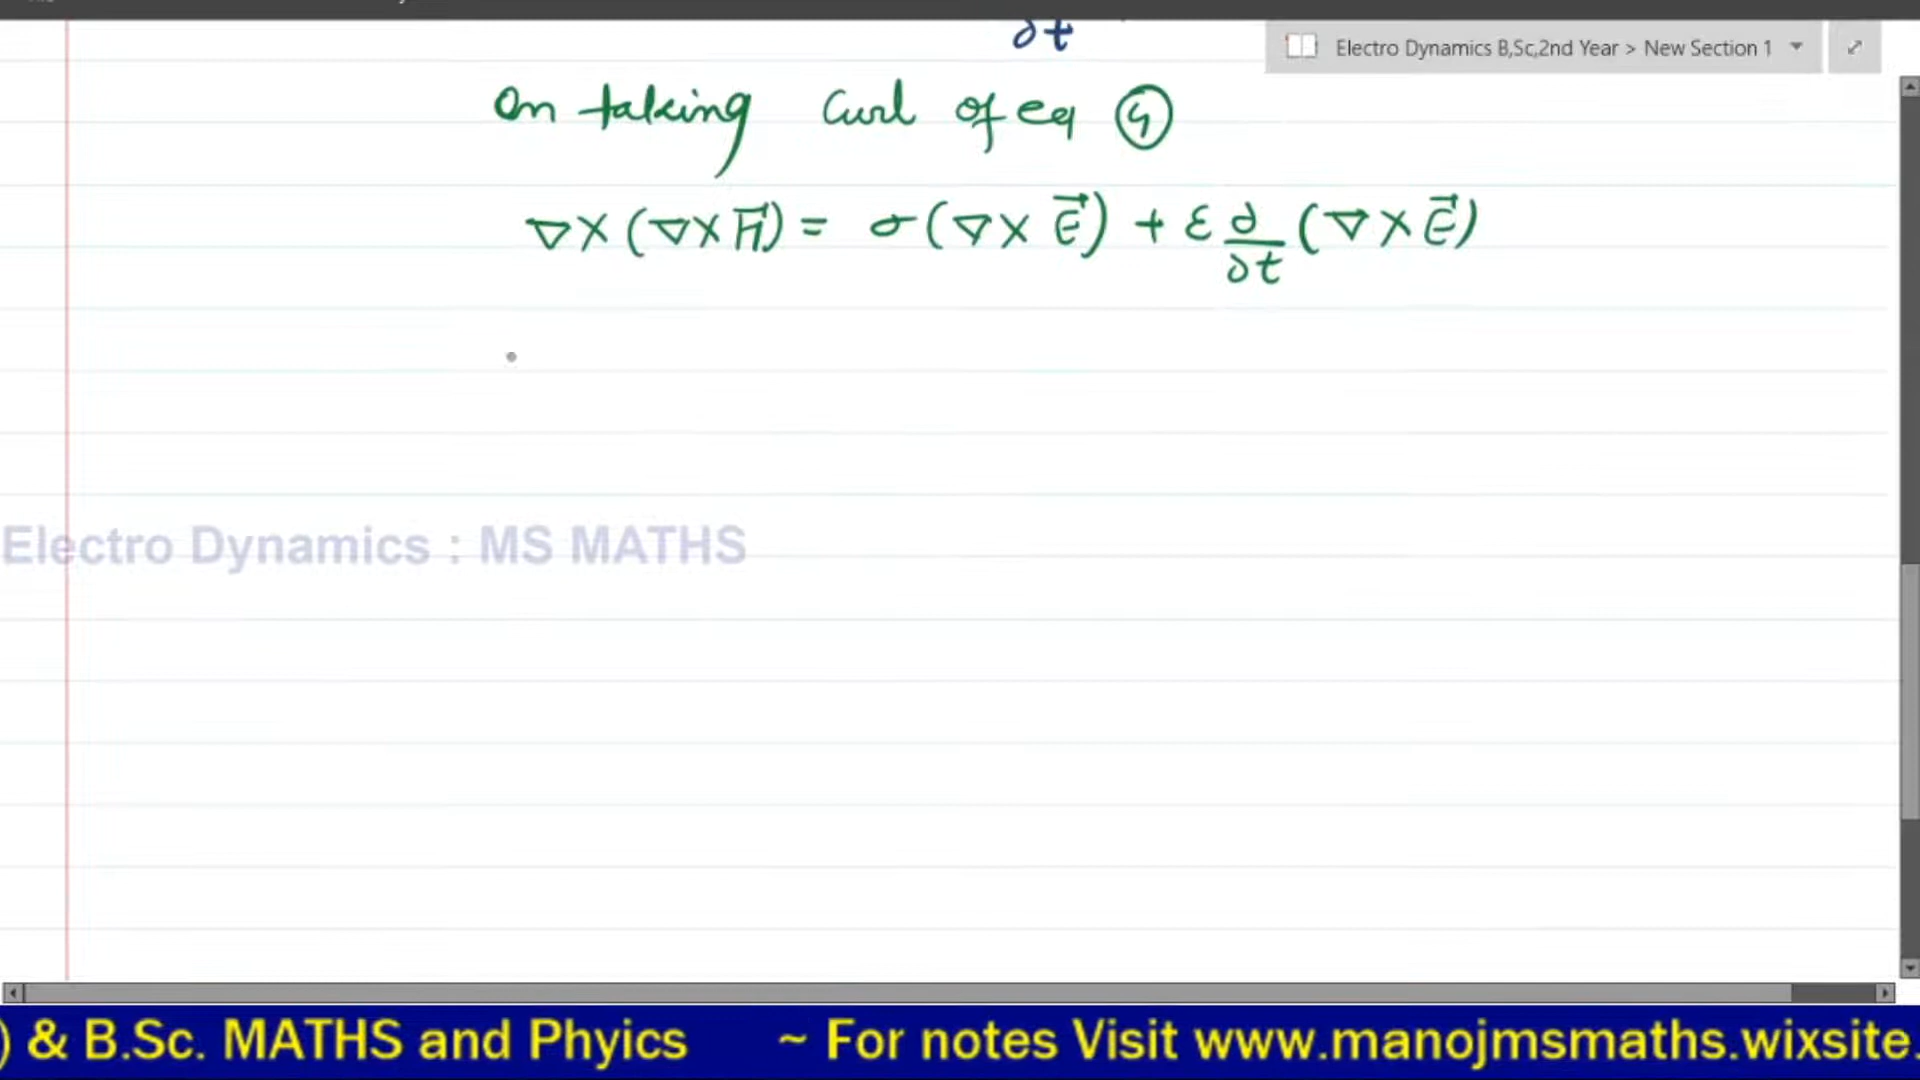 ∂t
Electro Dynamics B,Sc,2nd Year > New Section 1
On taking Curl of eq ④
∇×(∇×H⃗) = σ(∇×E⃗) + ε ∂/∂t (∇×E⃗)
Electro Dynamics : MS MATHS
) & B.Sc. MATHS and Phyics ~ For notes Visit www.manojmsmaths.wixsite.